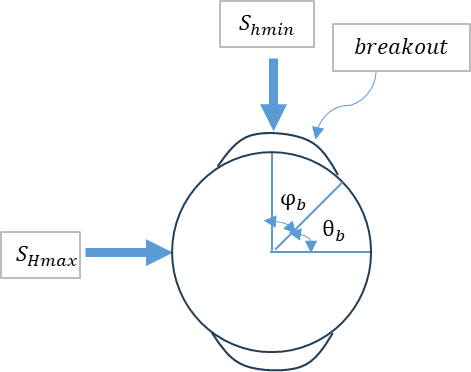 S_hmin
breakout
φ_b
θ_b
S_Hmax